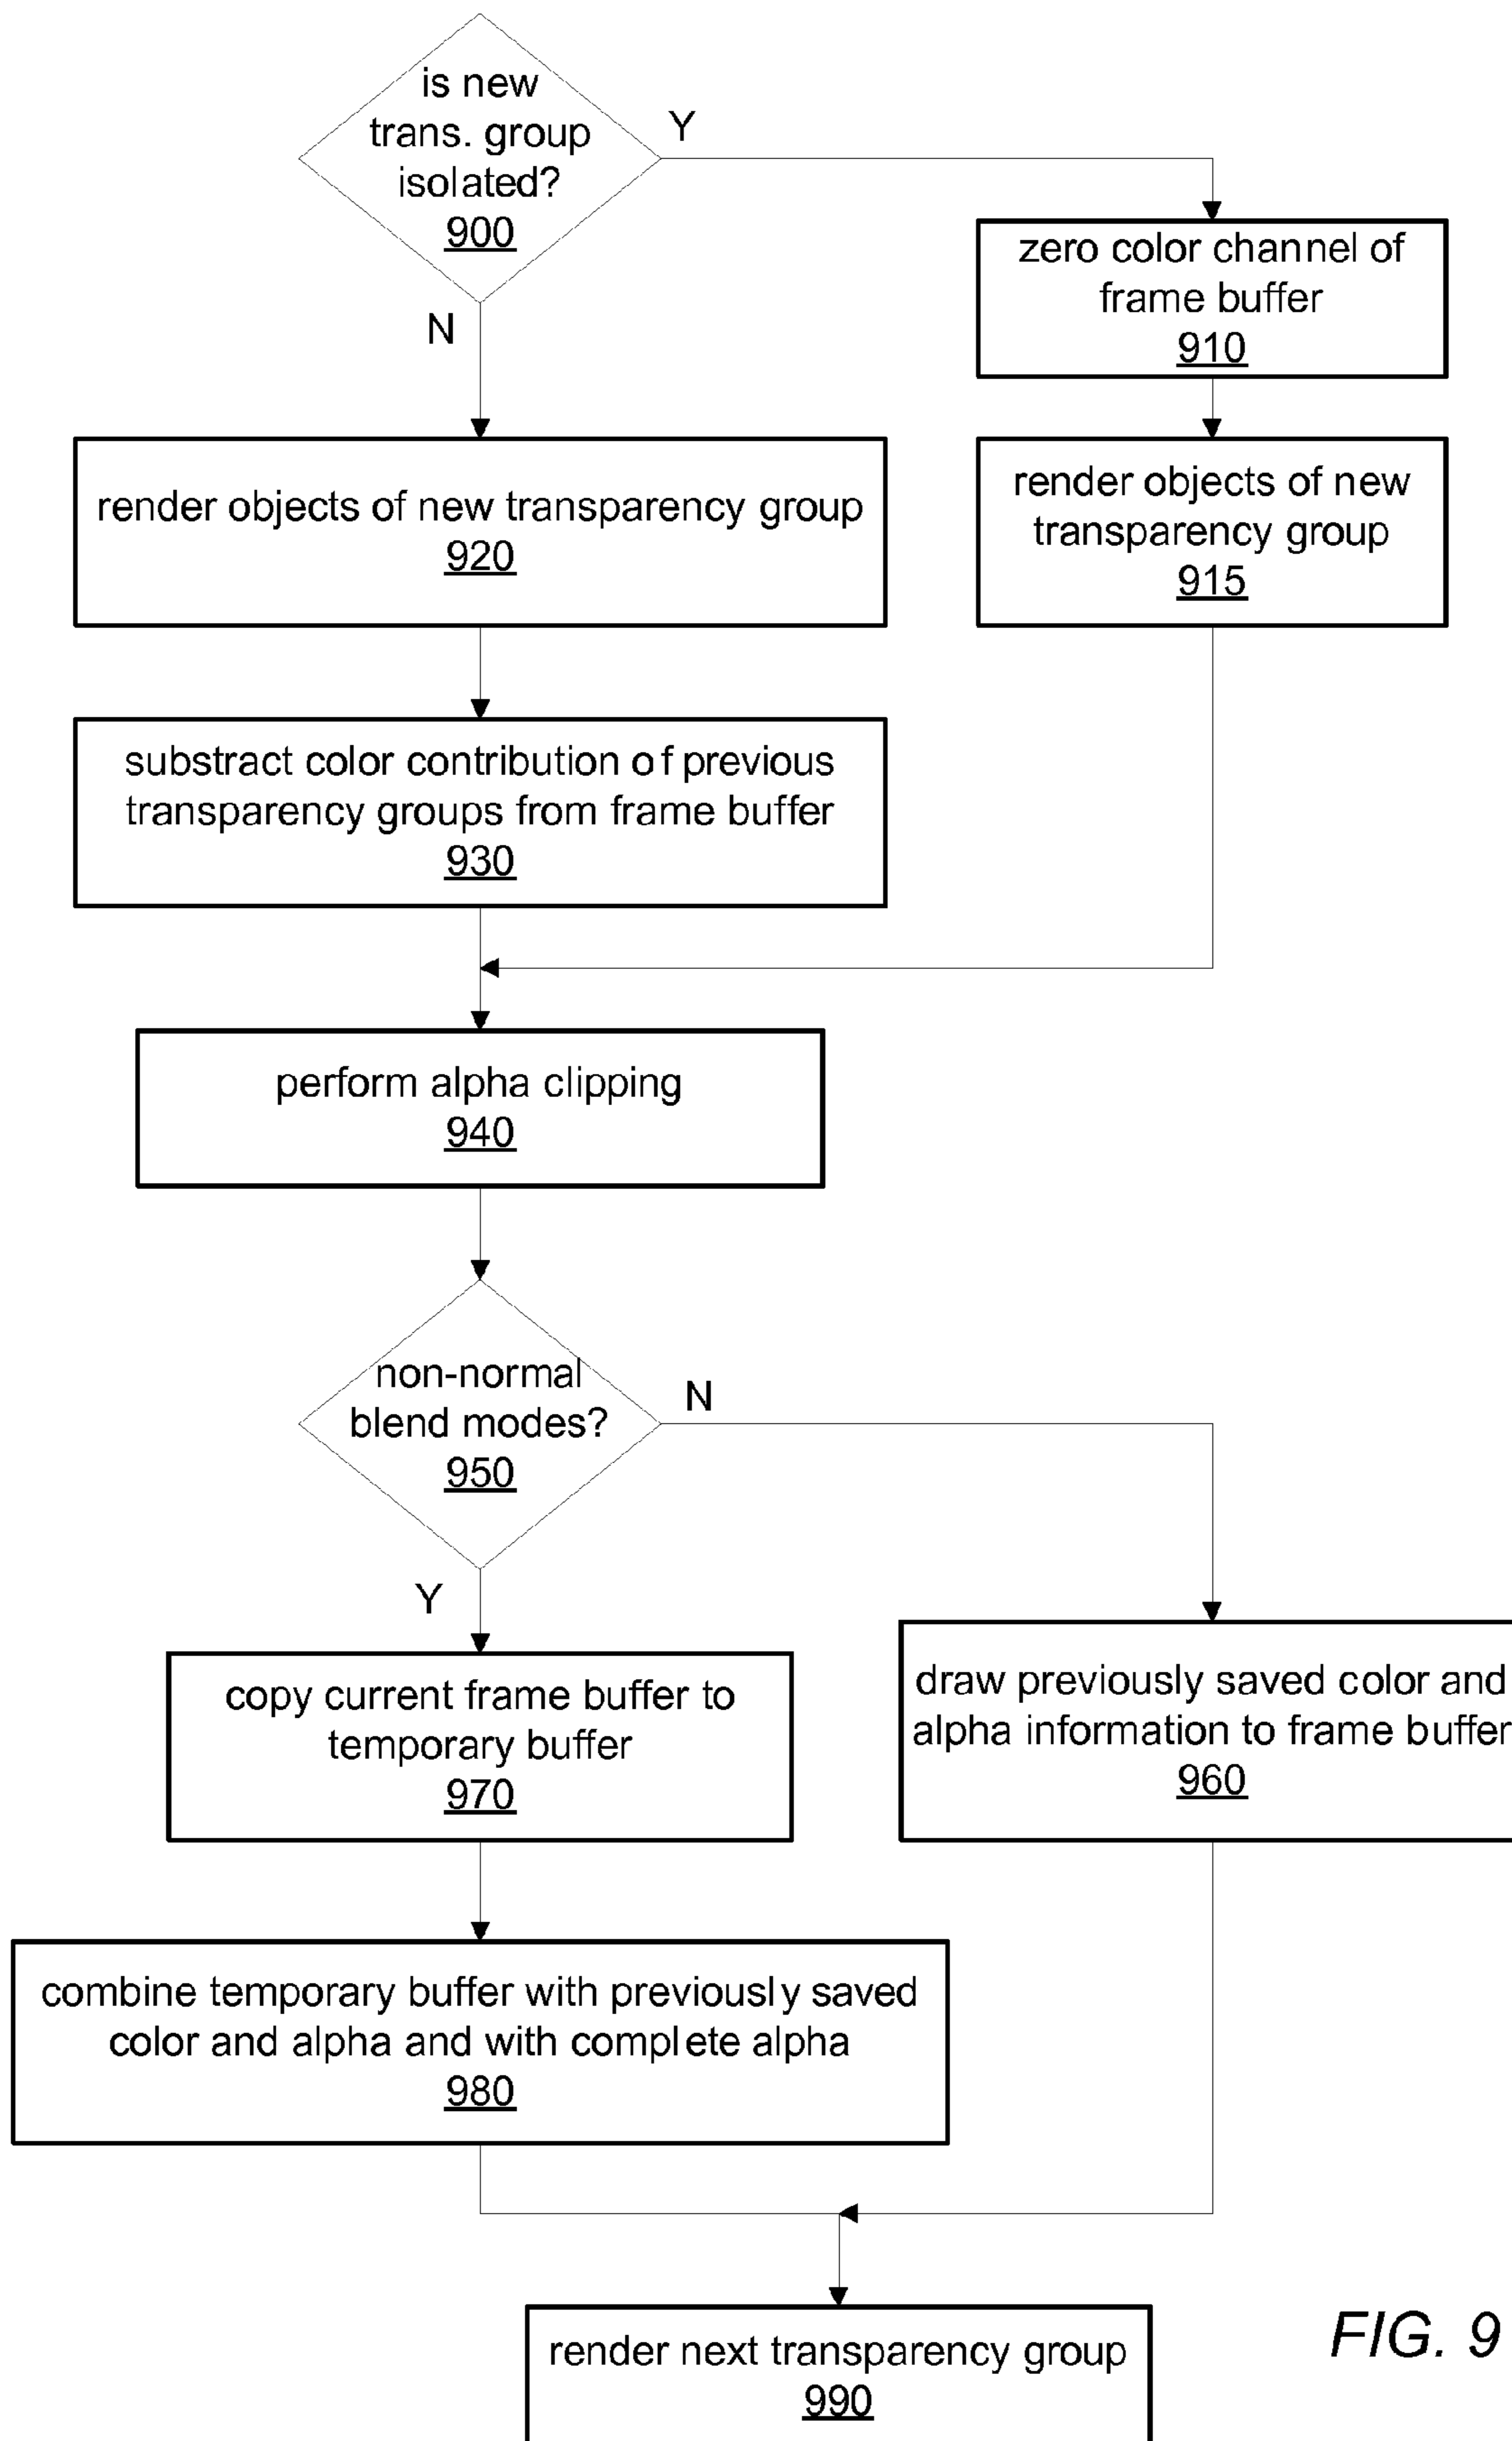 is new
trans. group
isolated?
900
Y
N
zero color channel of
frame buffer
910
render objects of new transparency group
920
render objects of new
transparency group
915
substract color contribution of previous
transparency groups from frame buffer
930
perform alpha clipping
940
non-normal
blend modes?
950
N
Y
copy current frame buffer to
temporary buffer
970
draw previously saved color and
alpha information to frame buffer
960
combine temporary buffer with previously saved
color and alpha and with complete alpha
980
render next transparency group
990
FIG. 9